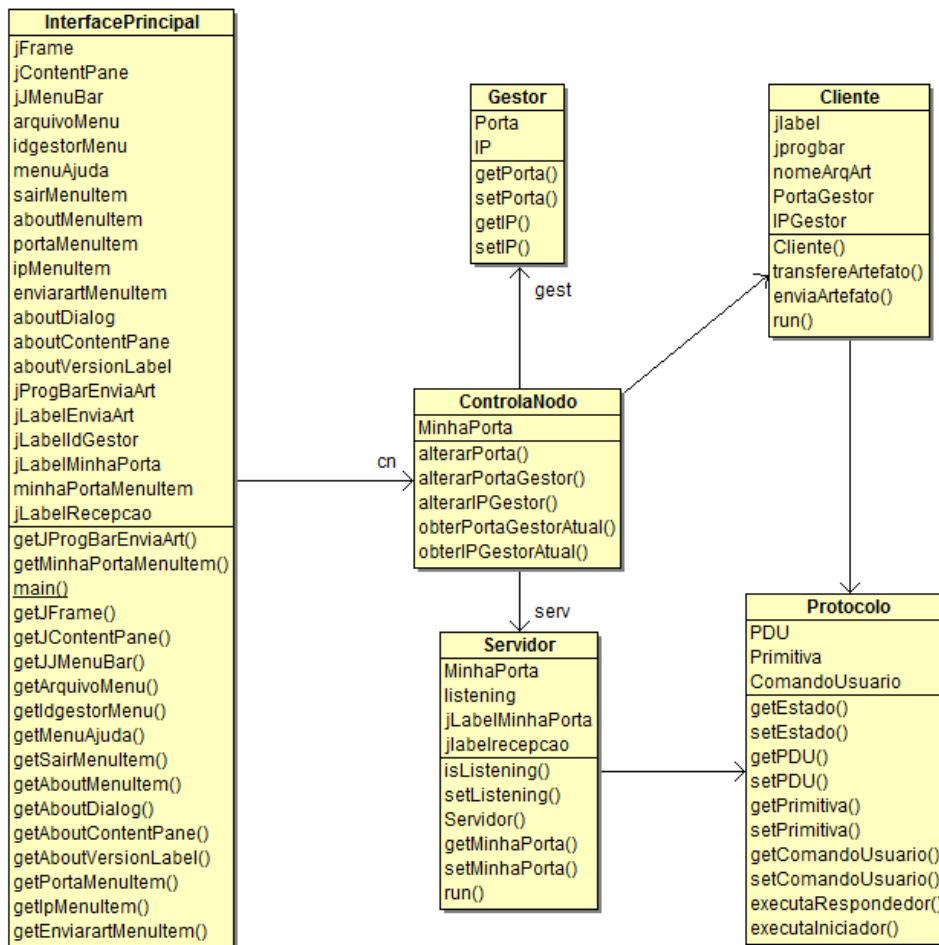 InterfacePrincipal
jFrame
jContentPane
jJMenuBar
arquivoMenu
idgestorMenu
menuAjuda
sairMenuItem
aboutMenuItem
portaMenuItem
ipMenuItem
enviarartMenuItem
aboutDialog
aboutContentPane
aboutVersionLabel
jProgBarEnviaArt
jLabelEnviaArt
jLabelIdGestor
jLabelMinhaPorta
minhaPortaMenuItem
jLabelRecepcao
getJProgBarEnviaArt()
getMinhaPortaMenuItem()
main()
getJFrame()
getJContentPane()
getJJMenuBar()
getArquivoMenu()
getIdgestorMenu()
getMenuAjuda()
getSairMenuItem()
getAboutMenuItem()
getAboutDialog()
getAboutContentPane()
getAboutVersionLabel()
getPortaMenuItem()
getIpMenuItem()
getEnviarartMenuItem()
cn
Gestor
Porta
IP
getPorta()
setPorta()
getIP()
setIP()
gest
ControlaNodo
MinhaPorta
alterarPorta()
alterarPortaGestor()
alterarIPGestor()
obterPortaGestorAtual()
obterIPGestorAtual()
serv
Servidor
MinhaPorta
listening
jLabelMinhaPorta
jlabelrecepcao
isListening()
setListening()
Servidor()
getMinhaPorta()
setMinhaPorta()
run()
Cliente
jlabel
jprogbar
nomeArqArt
PortaGestor
IPGestor
Cliente()
transfereArtefato()
enviaArtefato()
run()
Protocolo
PDU
Primitiva
ComandoUsuario
getEstado()
setEstado()
getPDU()
setPDU()
getPrimitiva()
setPrimitiva()
getComandoUsuario()
setComandoUsuario()
executaRespondedor()
executaIniciador()